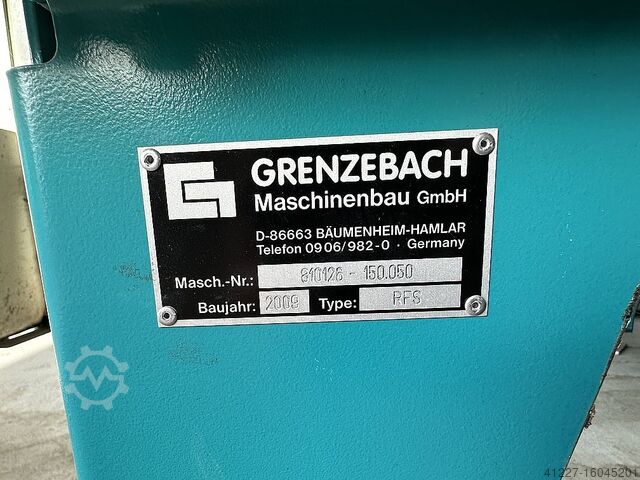 GRENZEBACH
Maschinenbau GmbH
D-86663 BÄUMENHEIM-HAMLAR
Telefon 0906/982-0 · Germany
Masch.-Nr.: 810126 - 150.050
Baujahr: 2009 Type: RFS
41227-16045201